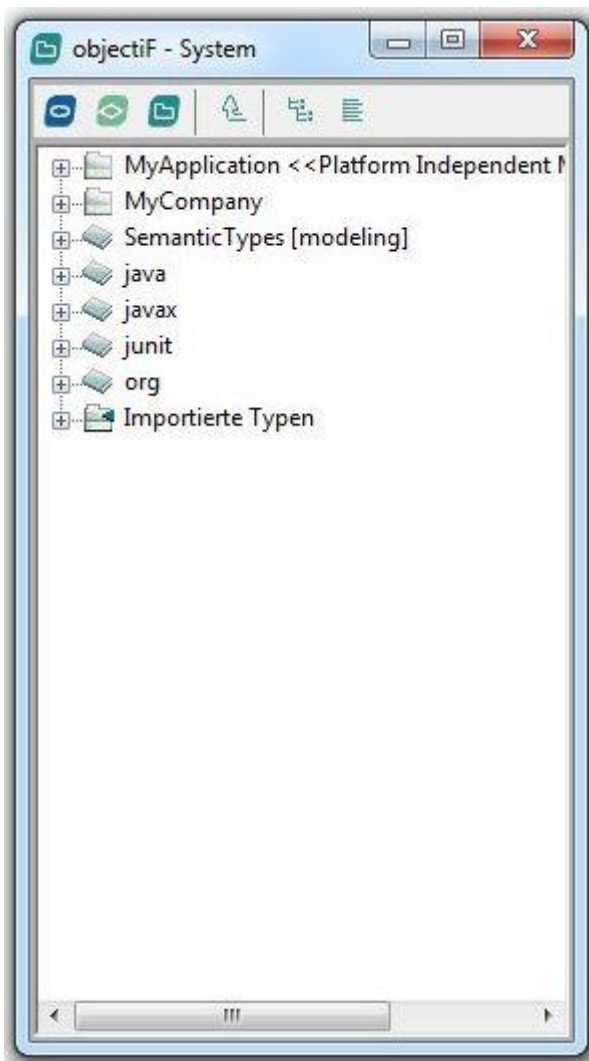 objectiF - System
MyApplication <<Platform Independent
MyCompany
SemanticTypes [modeling]
java
javax
junit
org
Importierte Typen